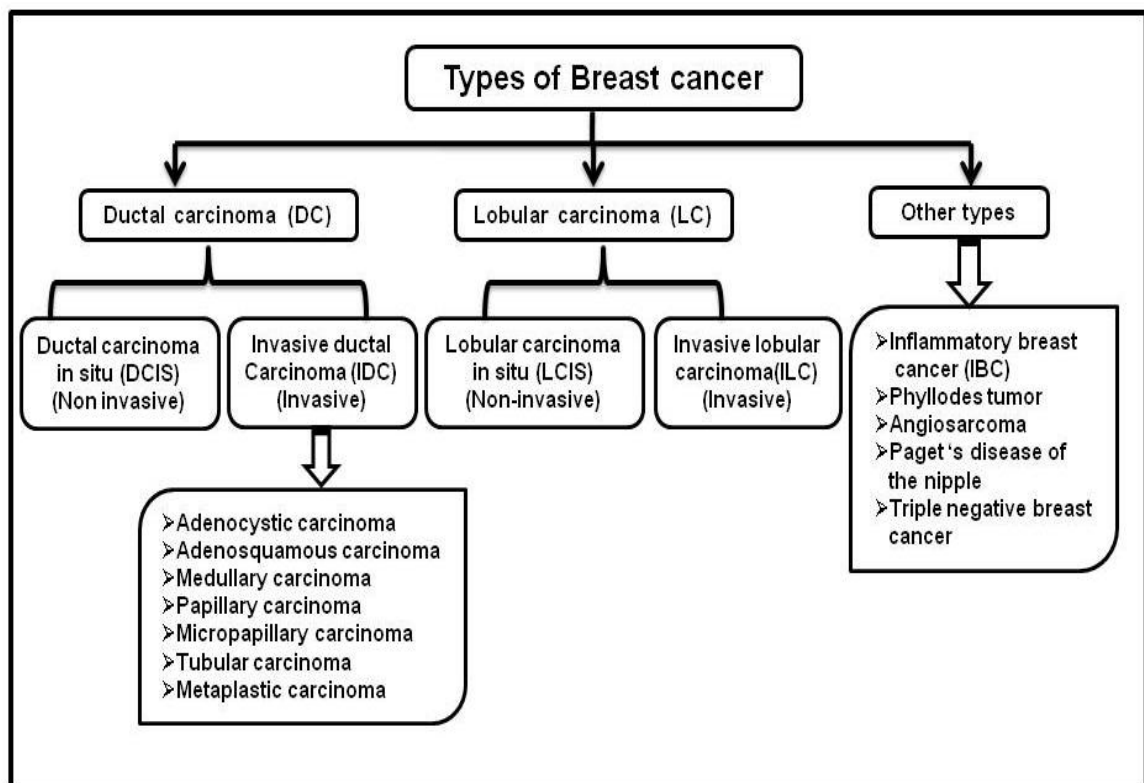 Types of Breast cancer
Ductal carcinoma (DC)
Lobular carcinoma (LC)
Other types
Ductal carcinoma
in situ (DCIS)
(Non invasive)
Invasive ductal
Carcinoma (IDC)
(Invasive)
Lobular carcinoma
in situ (LCIS)
(Non-invasive)
Invasive lobular
carcinoma(ILC)
(Invasive)
➢Inflammatory breast
cancer (IBC)
➢Phyllodes tumor
➢Angiosarcoma
➢Paget‘s disease of
the nipple
➢Triple negative breast
cancer
➢Adenocystic carcinoma
➢Adenosquamous carcinoma
➢Medullary carcinoma
➢Papillary carcinoma
➢Micropapillary carcinoma
➢Tubular carcinoma
➢Metaplastic carcinoma